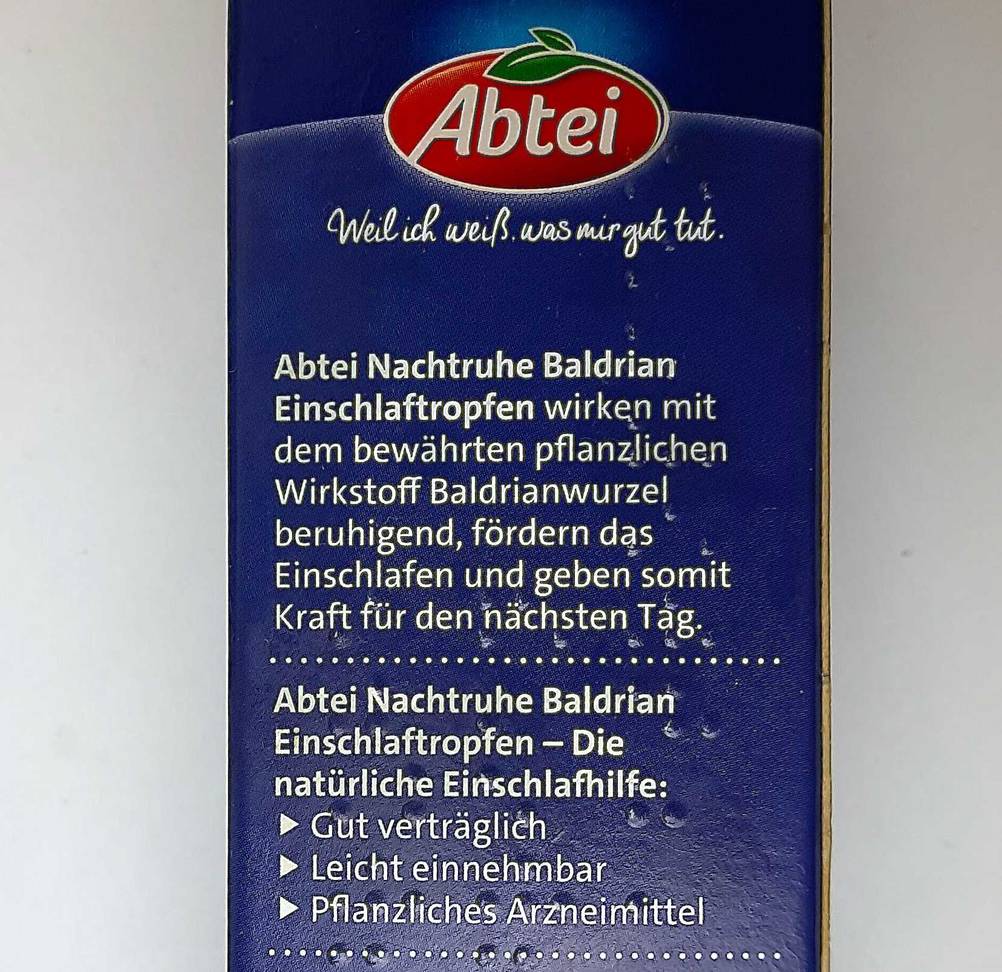 Abtei
Weil ich weiß, was mir gut tut.
Abtei Nachtruhe Baldrian
Einschlaftropfen wirken mit
dem bewährten pflanzlichen
Wirkstoff Baldrianwurzel
beruhigend, fördern das
Einschlafen und geben somit
Kraft für den nächsten Tag.
Abtei Nachtruhe Baldrian
Einschlaftropfen – Die
natürliche Einschlafhilfe:
▶ Gut verträglich
▶ Leicht einnehmbar
▶ Pflanzliches Arzneimittel